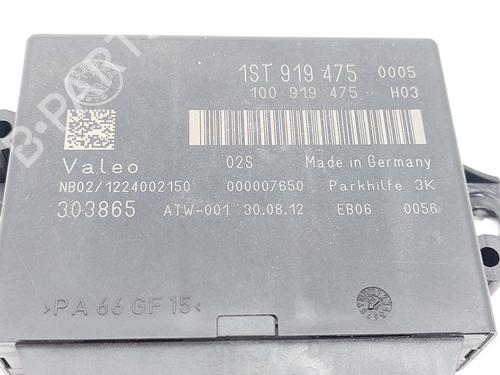 1ST 919 475 0005
1Q0 919 475 H03
Valeo 02S Made in Germany
NB02/1224002150 000007650 Parkhilfe 3K
303865 ATW-001 30.08.12 EB06 0056
>PA 66 GF 15<
B-PARTS